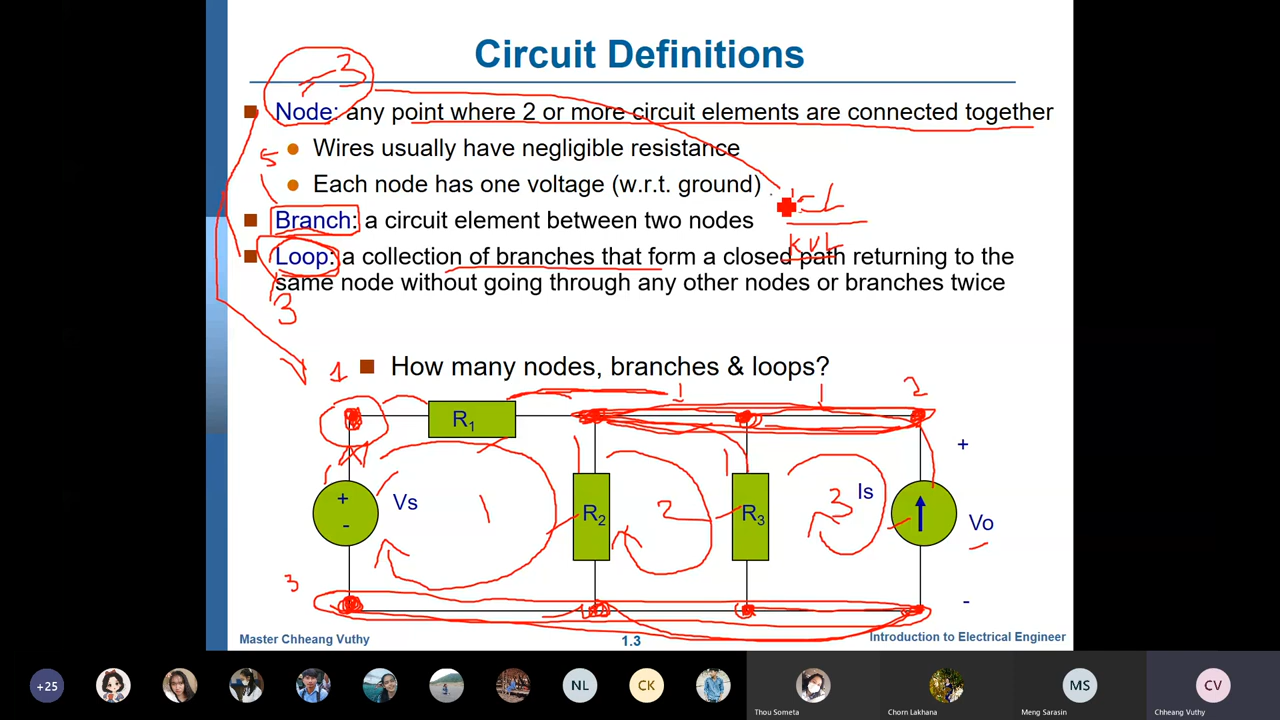 Circuit Definitions
3
Node: any point where 2 or more circuit elements are connected together
5
Wires usually have negligible resistance
Each node has one voltage (w.r.t. ground)
Branch: a circuit element between two nodes
KVL
Loop: a collection of branches that form a closed path returning to the
same node without going through any other nodes or branches twice
3
How many nodes, branches & loops?
1
1
1
2
R1
+
+
-
Vs
1
R2
2
R3
3
Is
Vo
3
-
Master Chheang Vuthy
1.3
Introduction to Electrical Engineer
+25
NL
CK
MS
CV
Thou Someta
Chorn Lakhana
Meng Sarasin
Chheang Vuthy